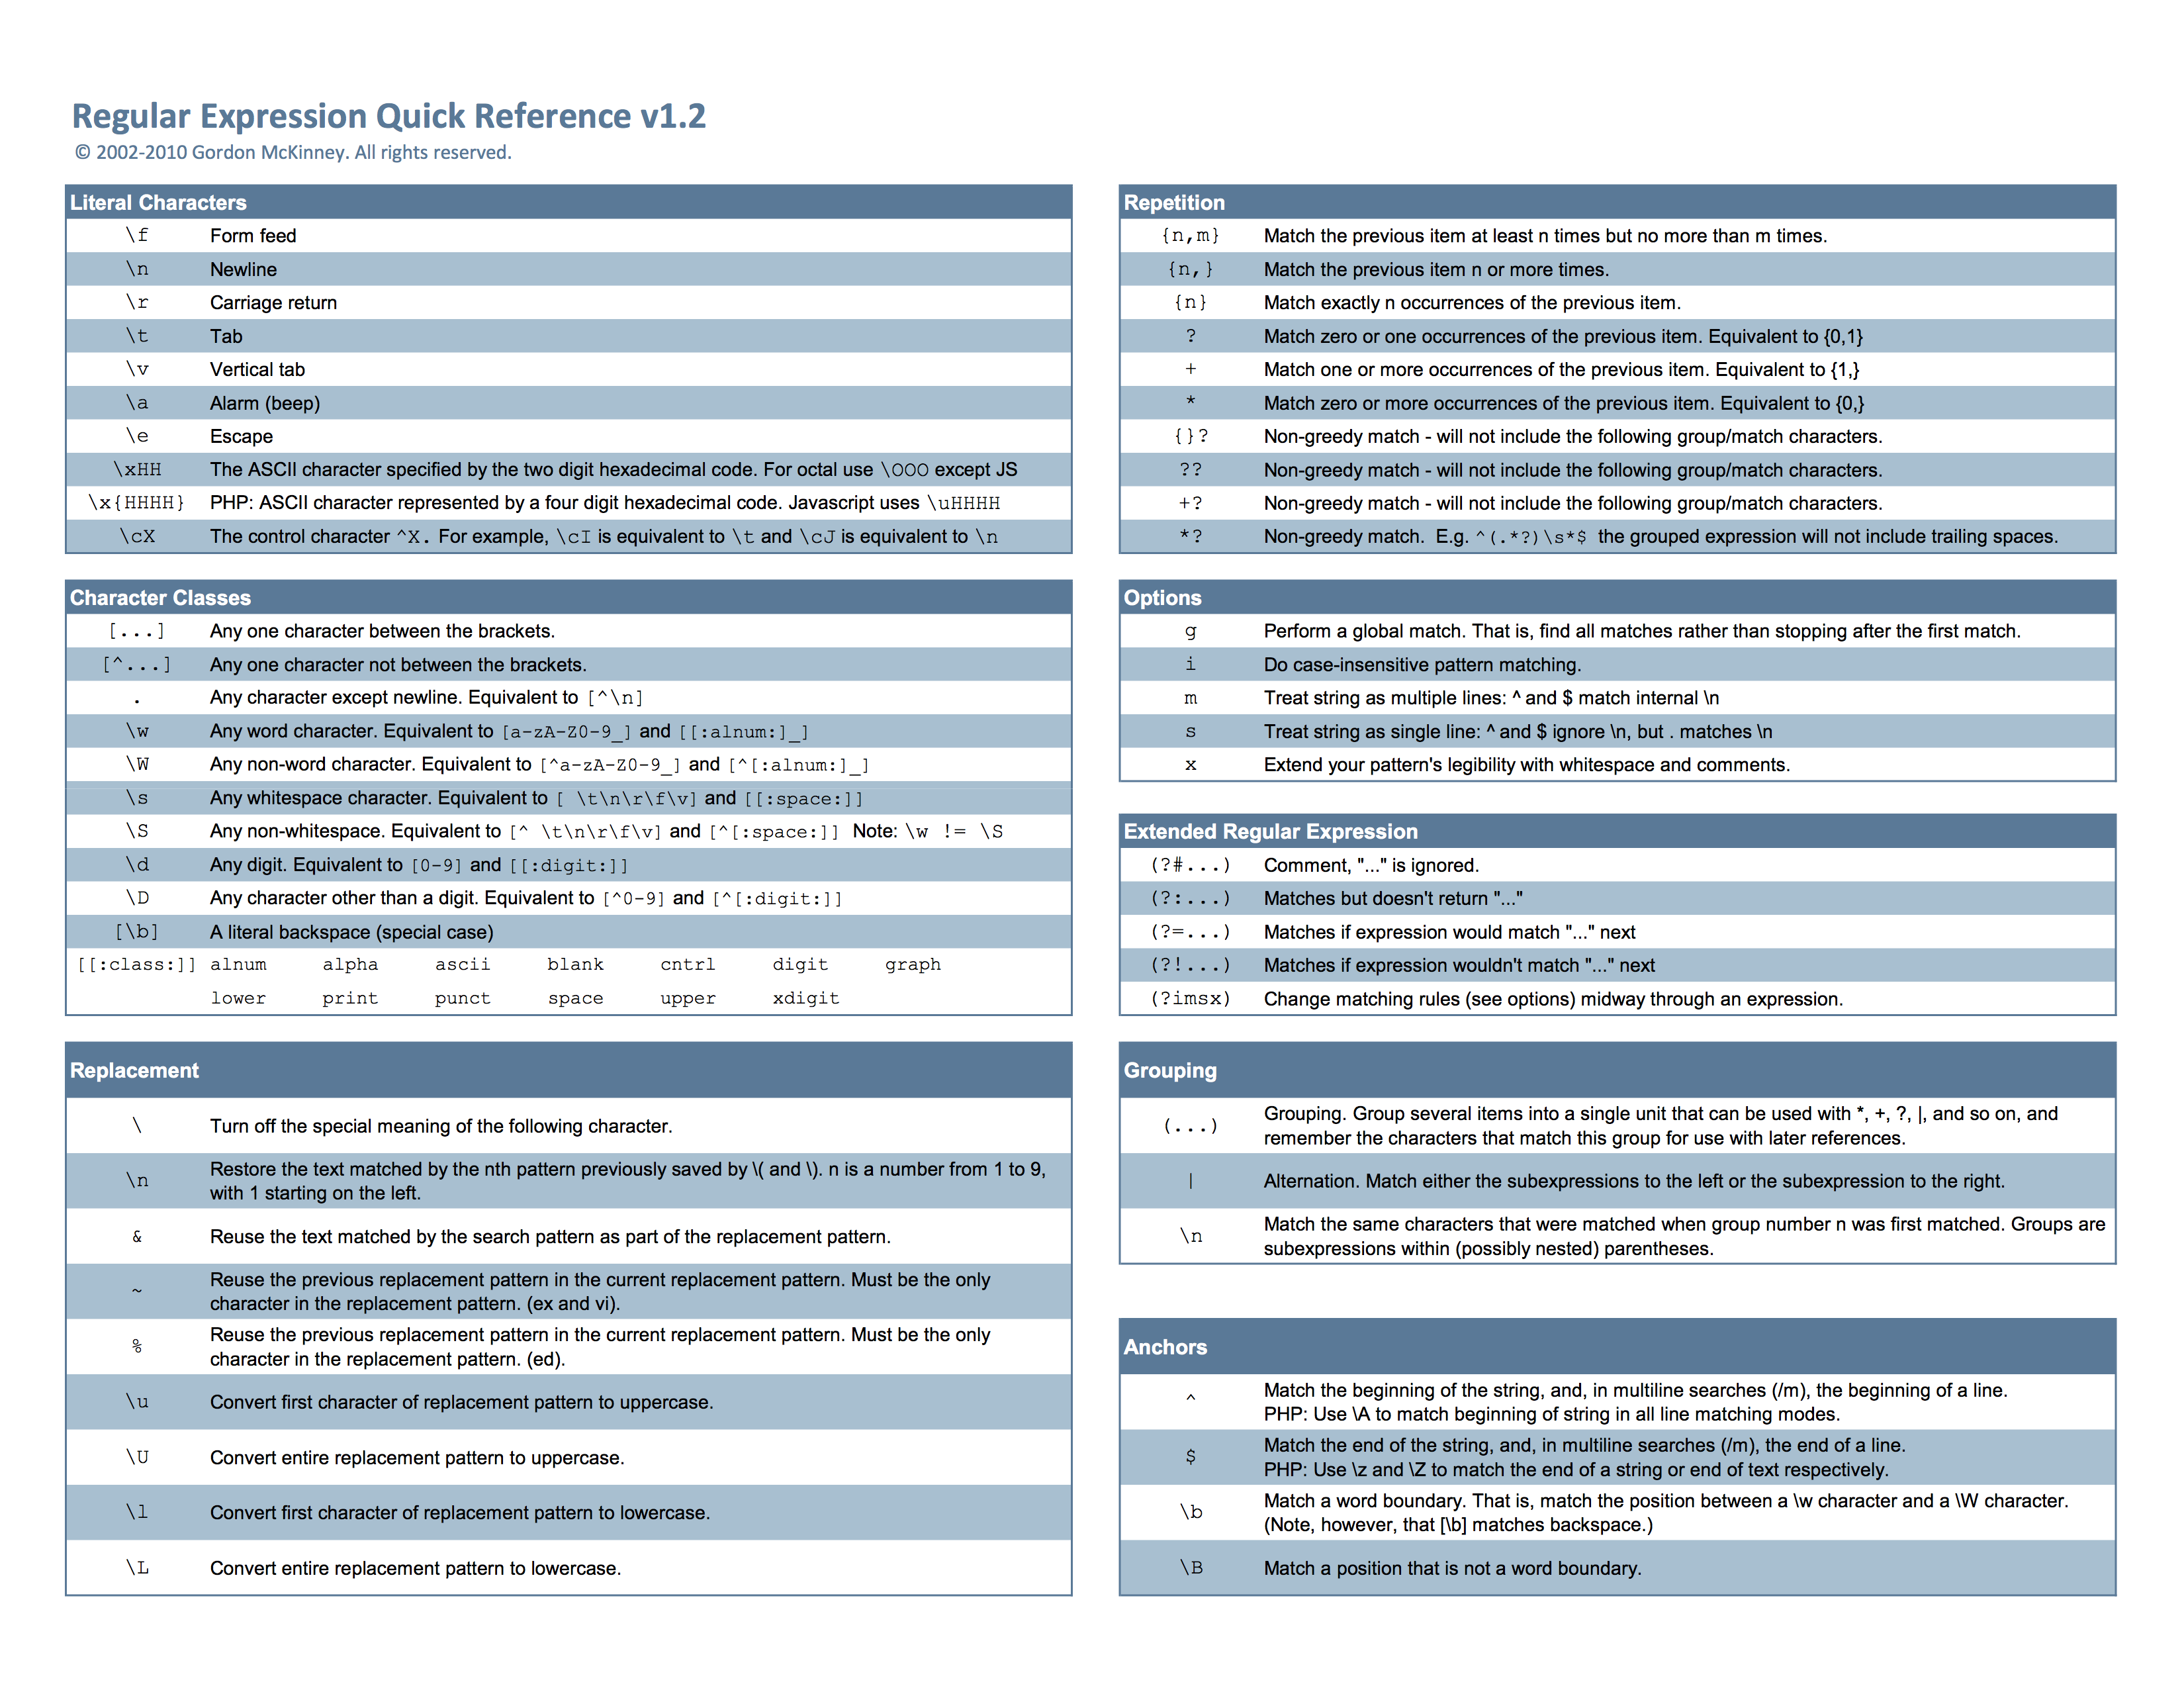 Regular Expression Quick Reference v1.2
© 2002-2010 Gordon McKinney. All rights reserved.
Literal Characters
\f Form feed
\n Newline
\r Carriage return
\t Tab
\v Vertical tab
\a Alarm (beep)
\e Escape
\xHH The ASCII character specified by the two digit hexadecimal code. For octal use \OOO except JS
\x{HHHH} PHP: ASCII character represented by a four digit hexadecimal code. Javascript uses \uHHHH
\cX The control character ^X. For example, \cI is equivalent to \t and \cJ is equivalent to \n
Character Classes
[...] Any one character between the brackets.
[^...] Any one character not between the brackets.
. Any character except newline. Equivalent to [^\n]
\w Any word character. Equivalent to [a-zA-Z0-9_] and [[:alnum:]_]
\W Any non-word character. Equivalent to [^a-zA-Z0-9_] and [^[:alnum:]_]
\s Any whitespace character. Equivalent to [ \t\n\r\f\v] and [[:space:]]
\S Any non-whitespace. Equivalent to [^ \t\n\r\f\v] and [^[:space:]] Note: \w != \S
\d Any digit. Equivalent to [0-9] and [[:digit:]]
\D Any character other than a digit. Equivalent to [^0-9] and [^[:digit:]]
[\b] A literal backspace (special case)
[[:class:]] alnum alpha ascii blank cntrl digit graph
lower print punct space upper xdigit
Replacement
\ Turn off the special meaning of the following character.
\n Restore the text matched by the nth pattern previously saved by \( and \). n is a number from 1 to 9,
with 1 starting on the left.
& Reuse the text matched by the search pattern as part of the replacement pattern.
~ Reuse the previous replacement pattern in the current replacement pattern. Must be the only
character in the replacement pattern. (ex and vi).
% Reuse the previous replacement pattern in the current replacement pattern. Must be the only
character in the replacement pattern. (ed).
\u Convert first character of replacement pattern to uppercase.
\U Convert entire replacement pattern to uppercase.
\l Convert first character of replacement pattern to lowercase.
\L Convert entire replacement pattern to lowercase.
Repetition
{n,m} Match the previous item at least n times but no more than m times.
{n,} Match the previous item n or more times.
{n} Match exactly n occurrences of the previous item.
? Match zero or one occurrences of the previous item. Equivalent to {0,1}
+ Match one or more occurrences of the previous item. Equivalent to {1,}
* Match zero or more occurrences of the previous item. Equivalent to {0,}
{}? Non-greedy match - will not include the following group/match characters.
?? Non-greedy match - will not include the following group/match characters.
+? Non-greedy match - will not include the following group/match characters.
*? Non-greedy match. E.g. ^(.*?)\s*$ the grouped expression will not include trailing spaces.
Options
g Perform a global match. That is, find all matches rather than stopping after the first match.
i Do case-insensitive pattern matching.
m Treat string as multiple lines: ^ and $ match internal \n
s Treat string as single line: ^ and $ ignore \n, but . matches \n
x Extend your pattern's legibility with whitespace and comments.
Extended Regular Expression
(?#...) Comment, "..." is ignored.
(?:...) Matches but doesn't return "..."
(?=...) Matches if expression would match "..." next
(?!...) Matches if expression wouldn't match "..." next
(?imsx) Change matching rules (see options) midway through an expression.
Grouping
(...) Grouping. Group several items into a single unit that can be used with *, +, ?, |, and so on, and
remember the characters that match this group for use with later references.
| Alternation. Match either the subexpressions to the left or the subexpression to the right.
\n Match the same characters that were matched when group number n was first matched. Groups are
subexpressions within (possibly nested) parentheses.
Anchors
^ Match the beginning of the string, and, in multiline searches (/m), the beginning of a line.
PHP: Use \A to match beginning of string in all line matching modes.
$ Match the end of the string, and, in multiline searches (/m), the end of a line.
PHP: Use \z and \Z to match the end of a string or end of text respectively.
\b Match a word boundary. That is, match the position between a \w character and a \W character.
(Note, however, that [\b] matches backspace.)
\B Match a position that is not a word boundary.